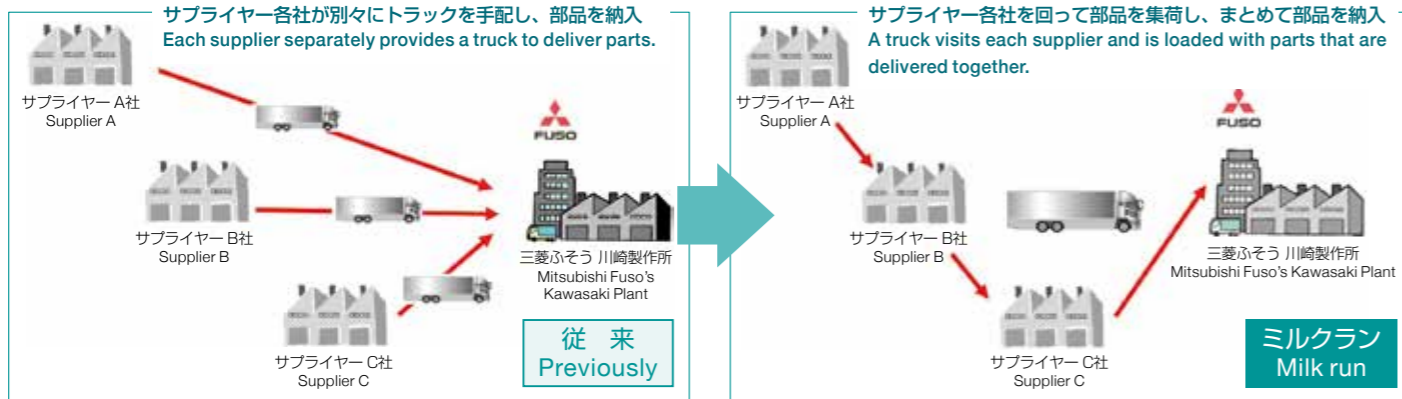 サプライヤー各社が別々にトラックを手配し、部品を納入
Each supplier separately provides a truck to deliver parts.
サプライヤー A社
Supplier A
サプライヤー B社
Supplier B
サプライヤー C社
Supplier C
FUSO
三菱ふそう 川崎製作所
Mitsubishi Fuso's
Kawasaki Plant
従 来
Previously
サプライヤー各社を回って部品を集荷し、まとめて部品を納入
A truck visits each supplier and is loaded with parts that are
delivered together.
サプライヤー A社
Supplier A
サプライヤー B社
Supplier B
サプライヤー C社
Supplier C
FUSO
三菱ふそう 川崎製作所
Mitsubishi Fuso's Kawasaki Plant
ミルクラン
Milk run